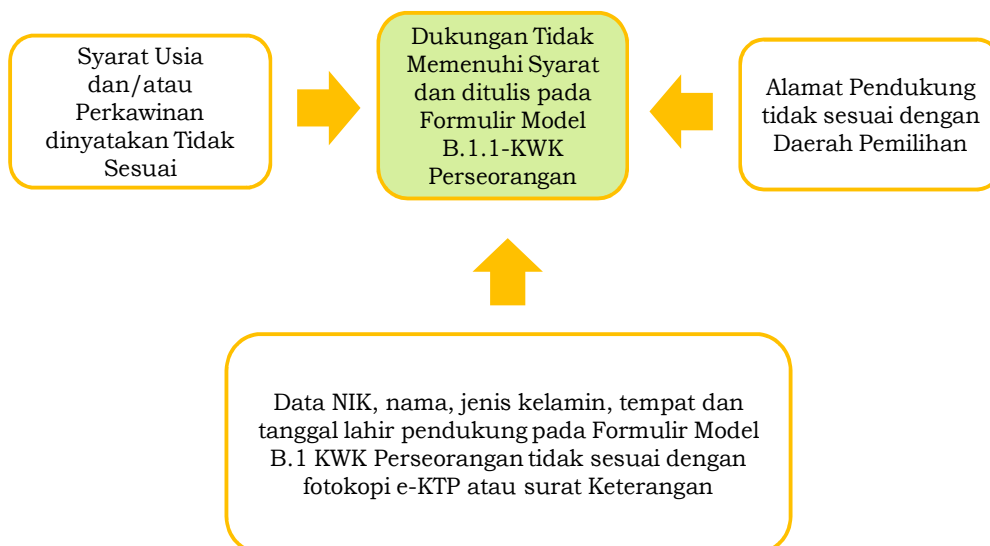 Syarat Usia
dan/atau
Perkawinan
dinyatakan Tidak
Sesuai
Dukungan Tidak
Memenuhi Syarat
dan ditulis pada
Formulir Model
B.1.1-KWK
Perseorangan
Alamat Pendukung
tidak sesuai dengan
Daerah Pemilihan
Data NIK, nama, jenis kelamin, tempat dan
tanggal lahir pendukung pada Formulir Model
B.1 KWK Perseorangan tidak sesuai dengan
fotokopi e-KTP atau surat Keterangan